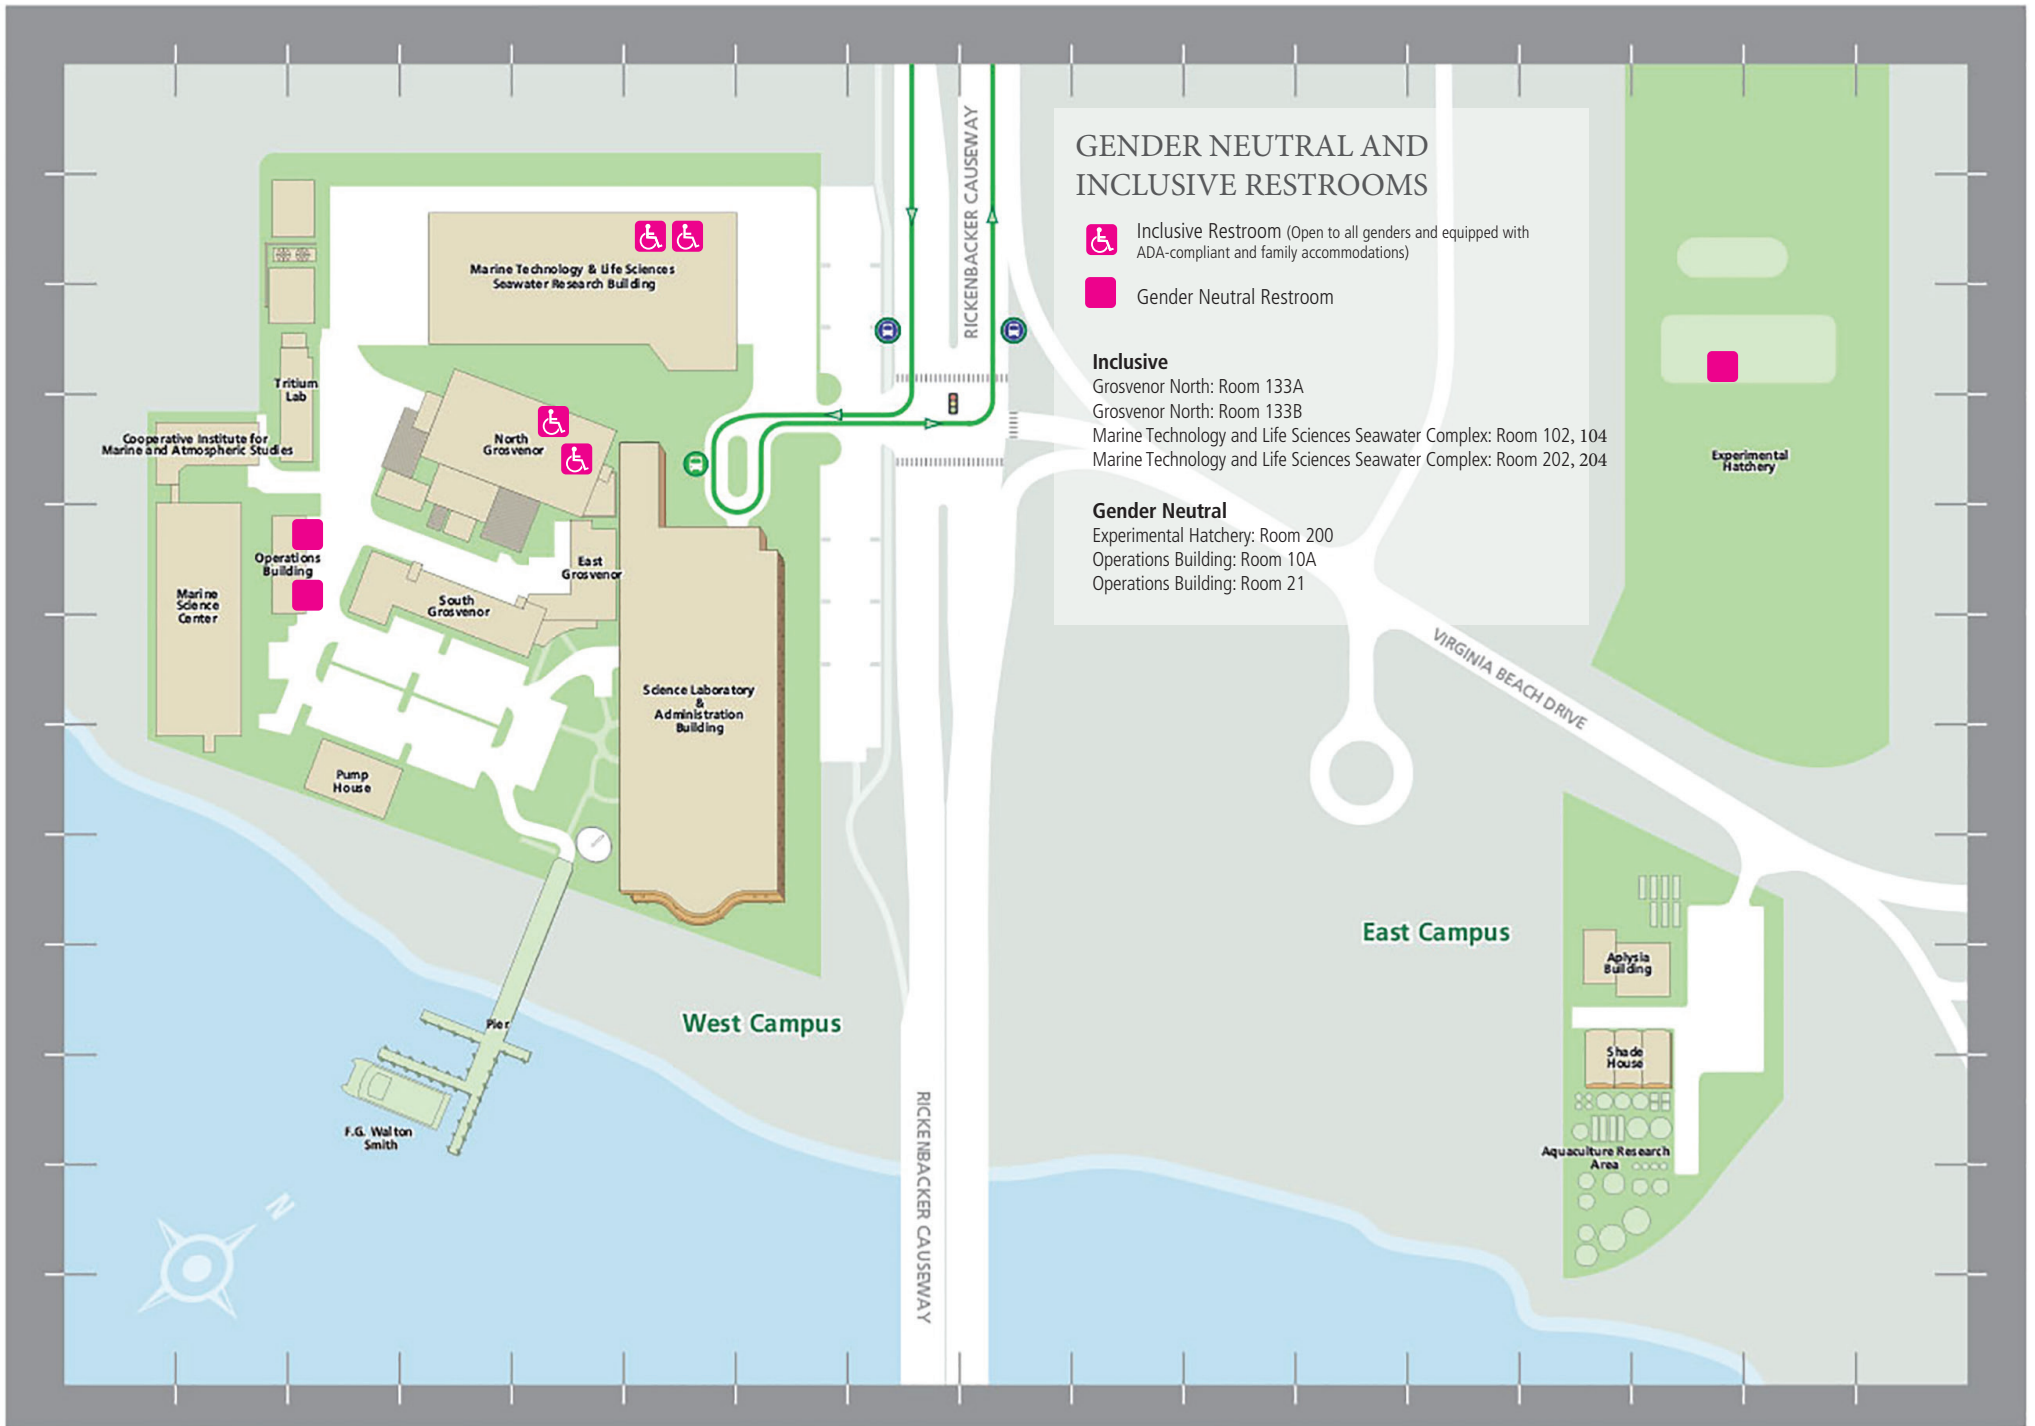 RICKENBACKER CAUSEWAY
GENDER NEUTRAL AND
INCLUSIVE RESTROOMS
Inclusive Restroom (Open to all genders and equipped with
ADA-compliant and family accommodations)
Gender Neutral Restroom
Inclusive
Grosvenor North: Room 133A
Grosvenor North: Room 133B
Marine Technology and Life Sciences Seawater Complex: Room 102, 104
Marine Technology and Life Sciences Seawater Complex: Room 202, 204
Gender Neutral
Experimental Hatchery: Room 200
Operations Building: Room 10A
Operations Building: Room 21
Marine Technology & Life Sciences
Seawater Research Building
Tritium
Lab
Cooperative Institute for
Marine and Atmospheric Studies
North
Grosvenor
Experimental
Hatchery
Operations
Building
East
Grosvenor
Marine
Science
Center
South
Grosvenor
Science Laboratory
&
Administration
Building
VIRGINIA BEACH DRIVE
Pump
House
East Campus
Aplysia
Building
West Campus
Pier
Shade
House
F.G. Walton
Smith
Aquaculture Research
Area
RICKENBACKER CAUSEWAY
N